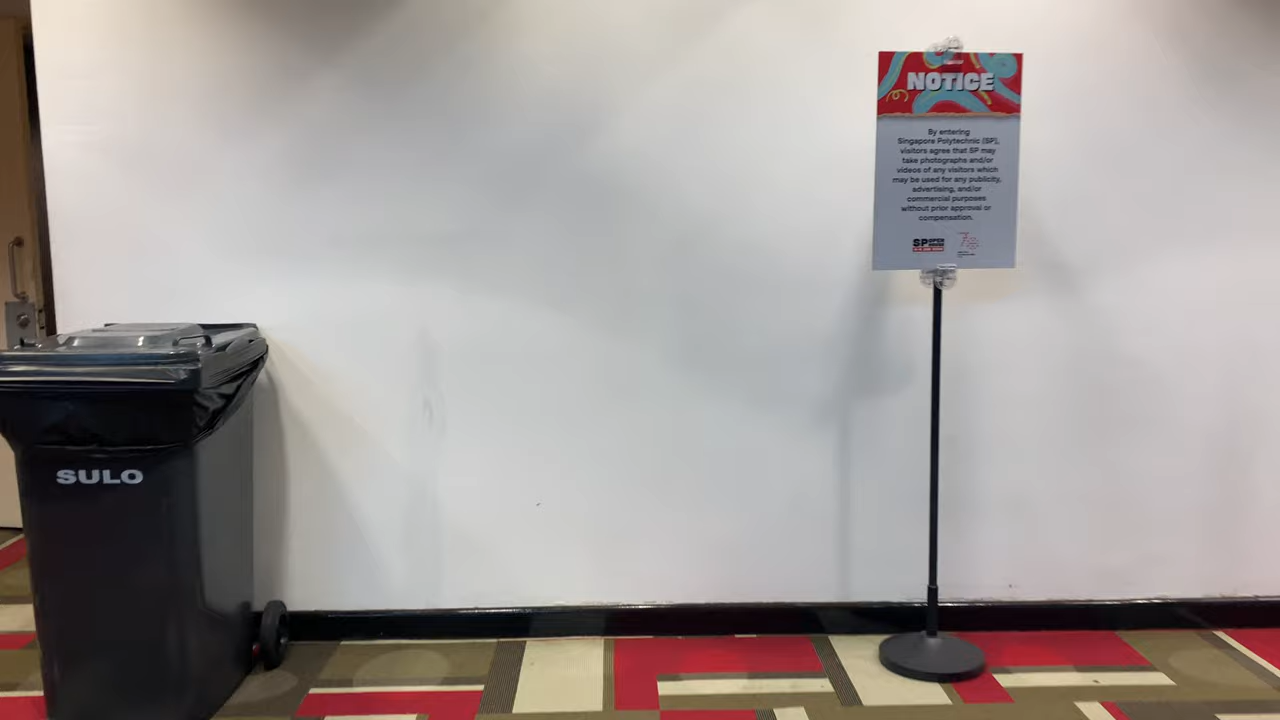 NOTICE
By entering
Singapore Polytechnic (SP),
visitors agree that SP may
take photographs and/or
videos of any visitors which
may be used for any publicity,
advertising, and/or
commercial purposes
without prior approval or
compensation.
SP OPEN HOUSE
SULO